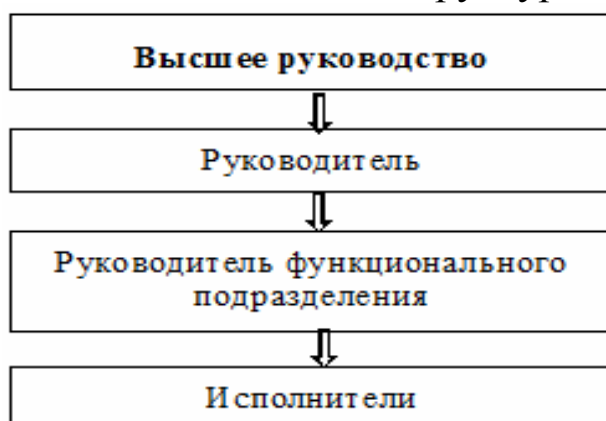 Высшее руководство
Руководитель
Руководитель функционального
подразделения
Исполнители